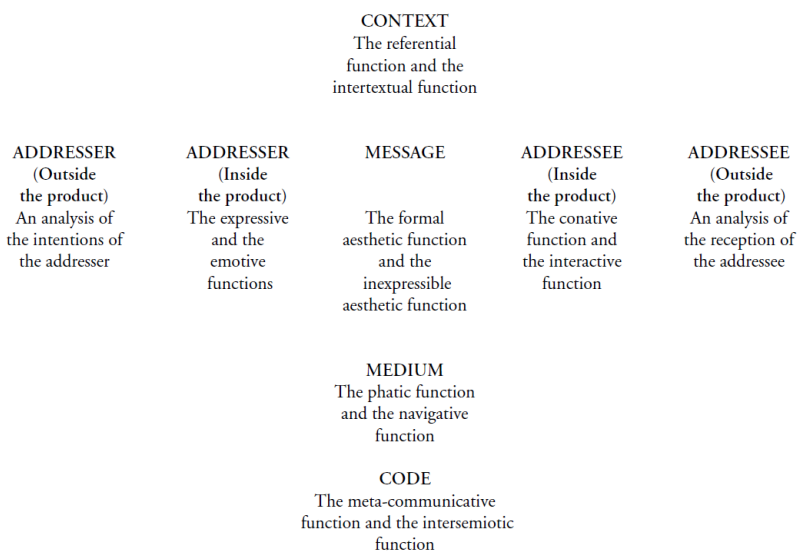 CONTEXT
The referential
function and the
intertextual function
ADDRESSER
(Outside
the product)
An analysis of
the intentions of
the addresser
ADDRESSER
(Inside
the product)
The expressive
and the
emotive
functions
MESSAGE
The formal
aesthetic function
and the
inexpressible
aesthetic function
ADDRESSEE
(Inside
the product)
The conative
function and
the interactive
function
ADDRESSEE
(Outside
the product)
An analysis of
the reception of
the addressee
MEDIUM
The phatic function
and the navigative
function
CODE
The meta-communicative
function and the intersemiotic
function